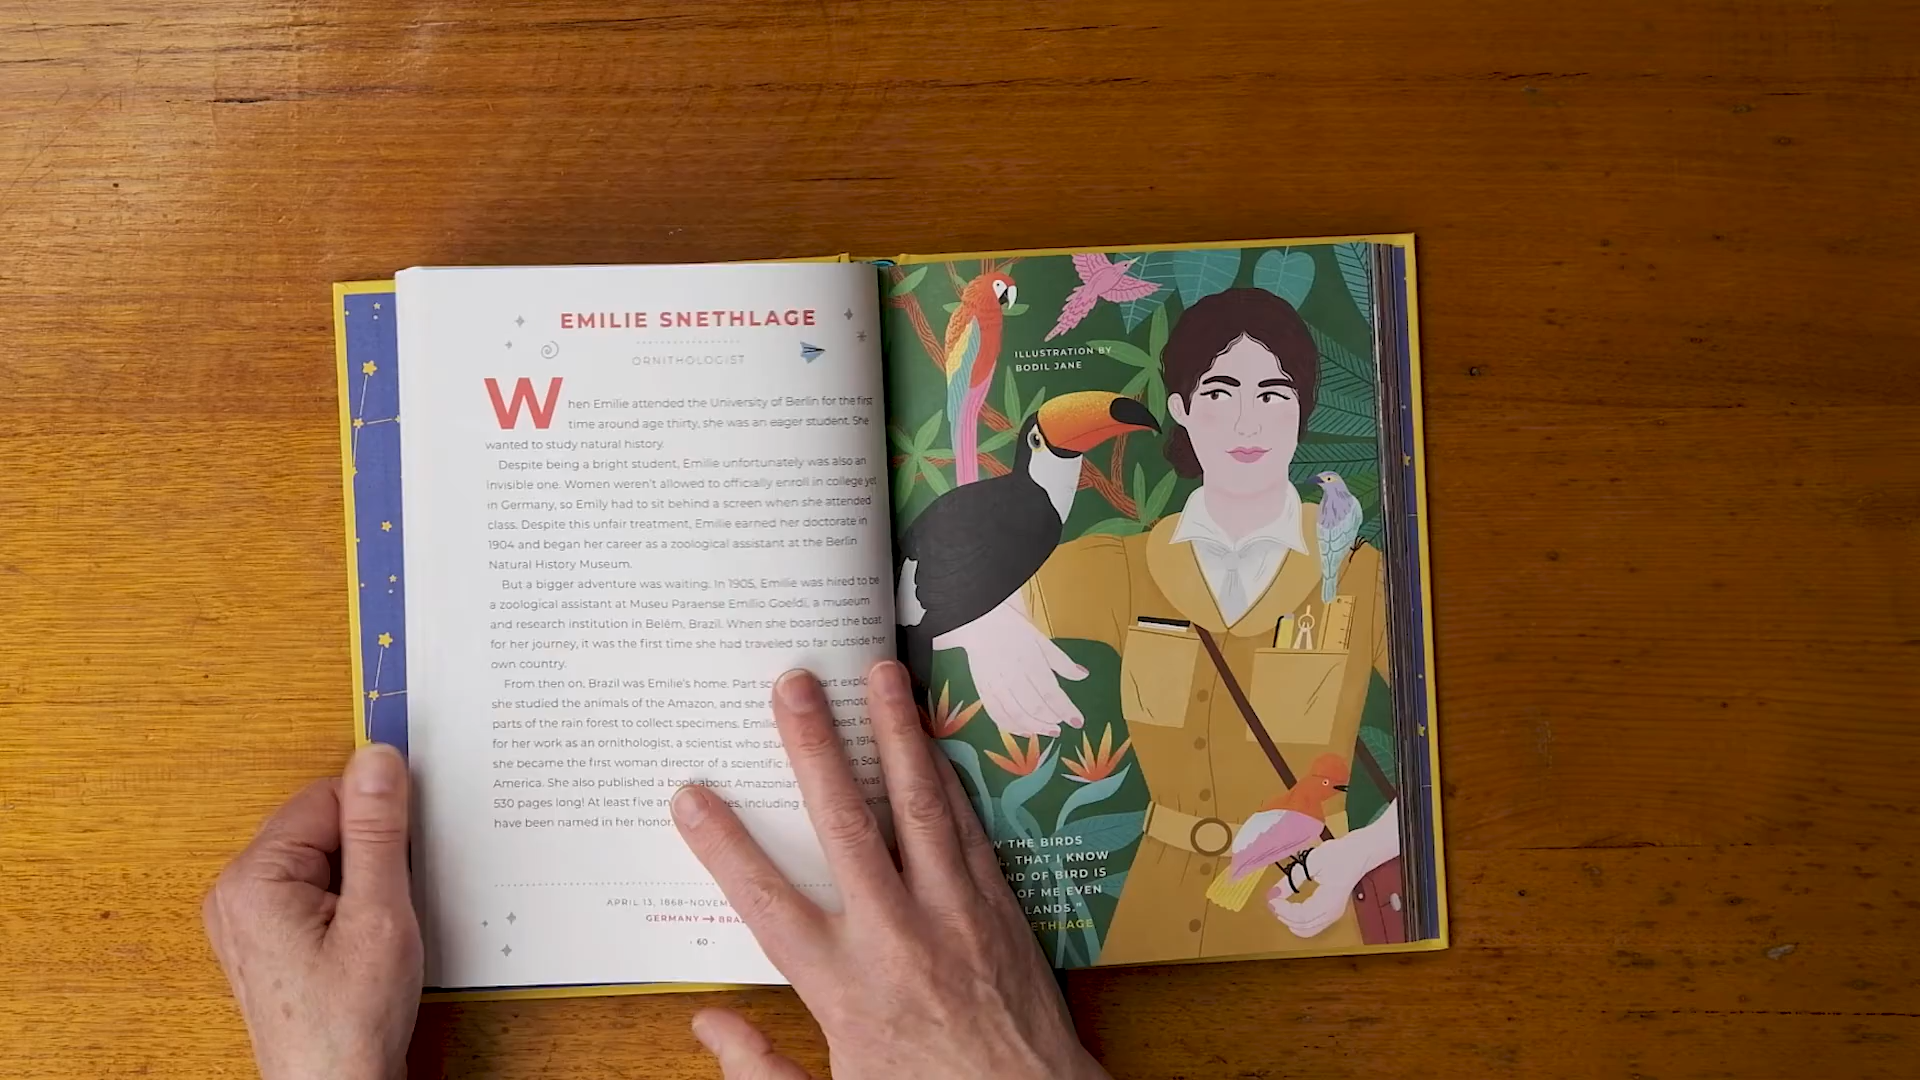 EMILIE SNETHLAGE
ORNITHOLOGIST
When Emilie attended the University of Berlin for the first
time around age thirty, she was an eager student. She
wanted to study natural history.
Despite being a bright student, Emilie unfortunately was also an
invisible one. Women weren't allowed to officially enroll in college yet
in Germany, so Emily had to sit behind a screen when she attended
class. Despite this unfair treatment, Emilie earned her doctorate in
1904 and began her career as a zoological assistant at the Berlin
Natural History Museum.
But a bigger adventure was waiting. In 1905, Emilie was hired to be
a zoological assistant at Museu Paraense Emílio Goeldi, a museum
and research institution in Belém, Brazil. When she boarded the boat
for her journey, it was the first time she had traveled so far outside her
own country.
From then on, Brazil was Emilie's home. Part
she studied the animals of the Amazon, and she
parts of the rain forest to collect specimens. Emilie best
for her work as an ornithologist, a scientist who In 1914,
she became the first woman director of a scientific in
America. She also published a book about Amazonian was
530 pages long! At least five including
have been named in her honor.
APRIL 13, 1868–
GERMANY → 
- 60 -
ILLUSTRATION BY
BODIL JANE
THE BIRDS
THAT I KNOW
OF BIRD IS
OF ME EVEN
LANDS."